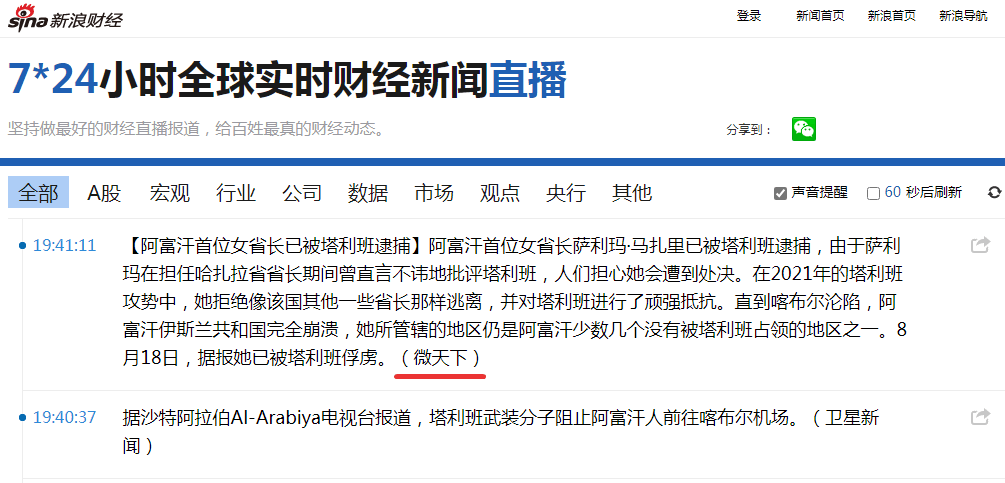 sina新浪财经 登录 新闻首页 新浪首页 新浪导航
7*24小时全球实时财经新闻直播
坚持做最好的财经直播报道，给百姓最真的财经动态。 分享到：
全部 A股 宏观 行业 公司 数据 市场 观点 央行 其他 声音提醒 60 秒后刷新
19:41:11 【阿富汗首位女省长已被塔利班逮捕】阿富汗首位女省长萨利玛·马扎里已被塔利班逮捕，由于萨利
玛在担任哈扎拉省省长期间曾直言不讳地批评塔利班，人们担心她会遭到处决。在2021年的塔利班
攻势中，她拒绝像该国其他一些省长那样逃离，并对塔利班进行了顽强抵抗。直到喀布尔沦陷，阿
富汗伊斯兰共和国完全崩溃，她所管辖的地区仍是阿富汗少数几个没有被塔利班占领的地区之一。8
月18日，据报她已被塔利班俘虏。（微天下）
19:40:37 据沙特阿拉伯Al-Arabiya电视台报道，塔利班武装分子阻止阿富汗人前往喀布尔机场。（卫星新
闻）